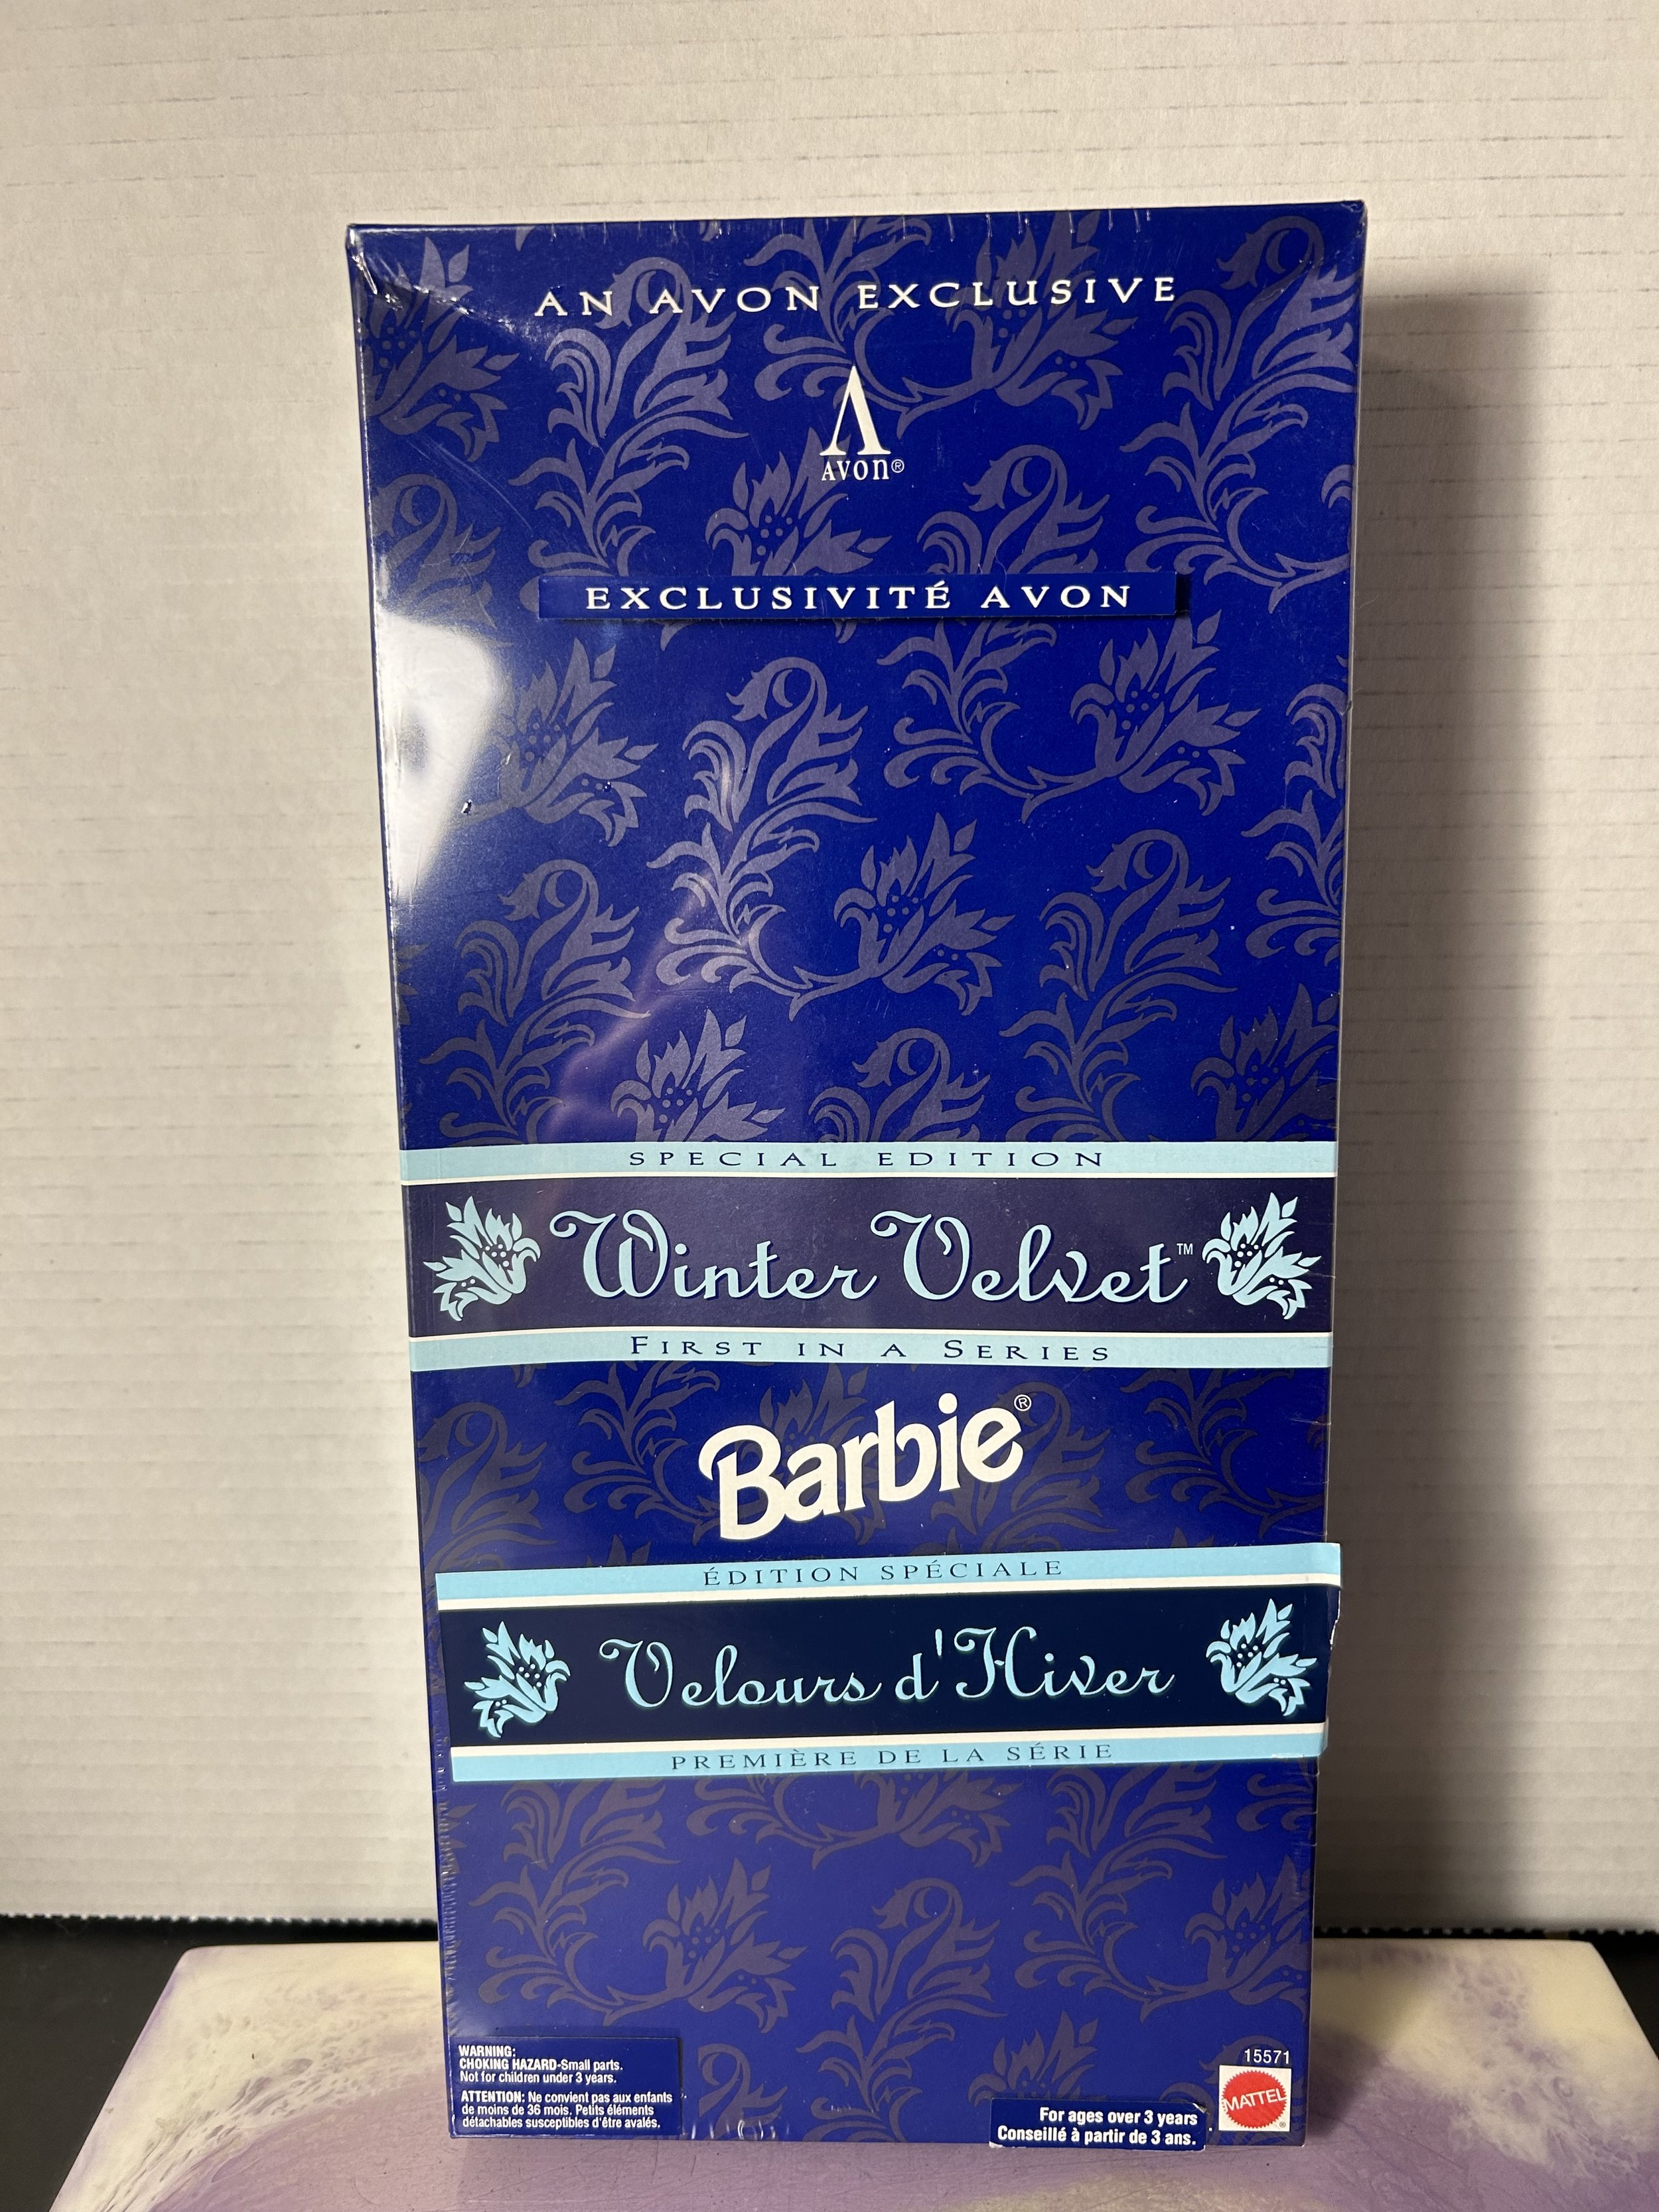 AN AVON EXCLUSIVE
AVON®
EXCLUSIVITÉ AVON
SPECIAL EDITION
Winter Velvet™
FIRST IN A SERIES
Barbie®
ÉDITION SPÉCIALE
Velours d'Hiver
PREMIÈRE DE LA SÉRIE
WARNING:
CHOKING HAZARD-Small parts.
Not for children under 3 years.
ATTENTION: Ne convient pas aux enfants
de moins de 36 mois. Petits éléments
détachables susceptibles d'être avalés.
For ages over 3 years
Conseillé à partir de 3 ans.
15571
MATTEL®